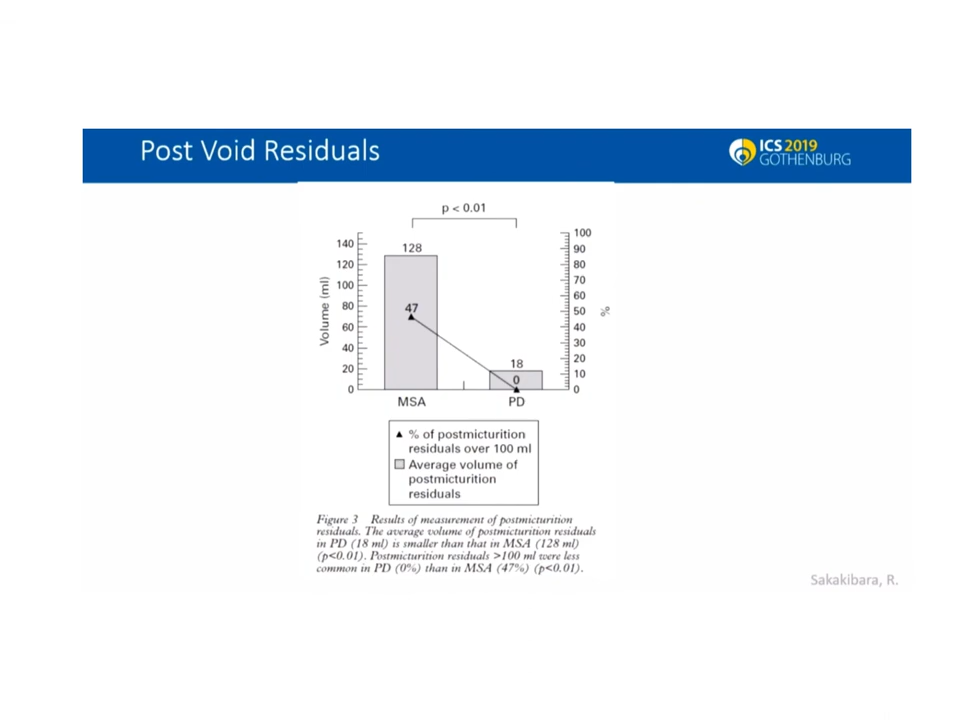 Post Void Residuals
ICS 2019
GOTHENBURG
p < 0.01
140
120
100
80
60
40
20
0
Volume (ml)
128
47
18
0
MSA
PD
100
90
80
70
60
50
40
30
20
10
0
%
▲ % of postmicturition
residuals over 100 ml
Average volume of
postmicturition
residuals
Figure 3 Results of measurement of postmicturition
residuals. The average volume of postmicturition residuals
in PD (18 ml) is smaller than that in MSA (128 ml)
(p<0.01). Postmicturition residuals >100 ml were less
common in PD (0%) than in MSA (47%) (p<0.01).
Sakakibara, R.